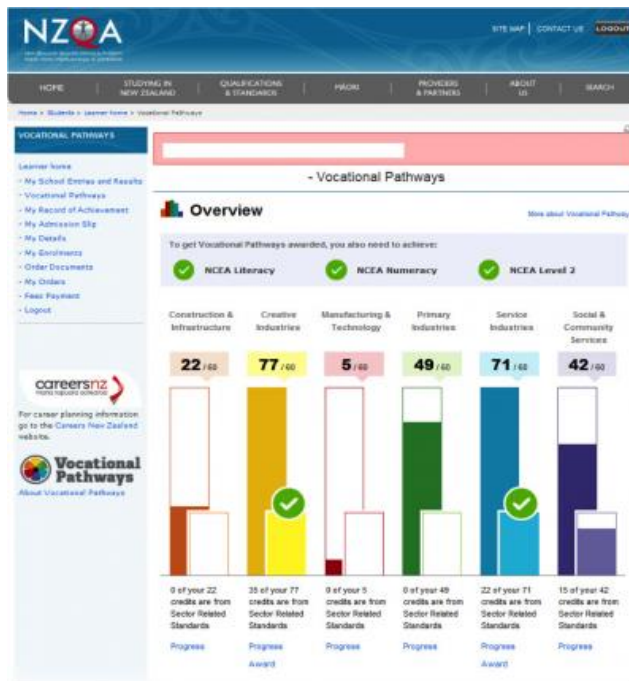 NZQA
SITE MAP | CONTACT US LOGOUT
HOME
STUDYING IN
NEW ZEALAND
QUALIFICATIONS
& STANDARDS
MĀORI
PROVIDERS
& PARTNERS
ABOUT
US
SEARCH
Home > Students > Learner home > Vocational Pathways
VOCATIONAL PATHWAYS
Learner home
- My School Entries and Results
- Vocational Pathways
- My Record of Achievement
- My Admission Slip
- My Details
- My Enrolments
- Order Documents
- My Orders
- Fees Payment
- Logout
careersnz
For career planning information
go to the Careers New Zealand
website.
Vocational
Pathways
About Vocational Pathways
- Vocational Pathways
Overview
More about Vocational Pathway
To get Vocational Pathways awarded, you also need to achieve:
NCEA Literacy
NCEA Numeracy
NCEA Level 2
Construction &
Infrastructure
22 / 60
0 of your 22
credits are from
Sector Related
Standards
Progress
Creative
Industries
77 / 60
35 of your 77
credits are from
Sector Related
Standards
Progress
Award
Manufacturing &
Technology
5 / 60
0 of your 5
credits are from
Sector Related
Standards
Progress
Primary
Industries
49 / 60
0 of your 49
credits are from
Sector Related
Standards
Progress
Service
Industries
71 / 60
22 of your 71
credits are from
Sector Related
Standards
Progress
Award
Social &
Community
Services
42 / 60
15 of your 42
credits are from
Sector Related
Standards
Progress